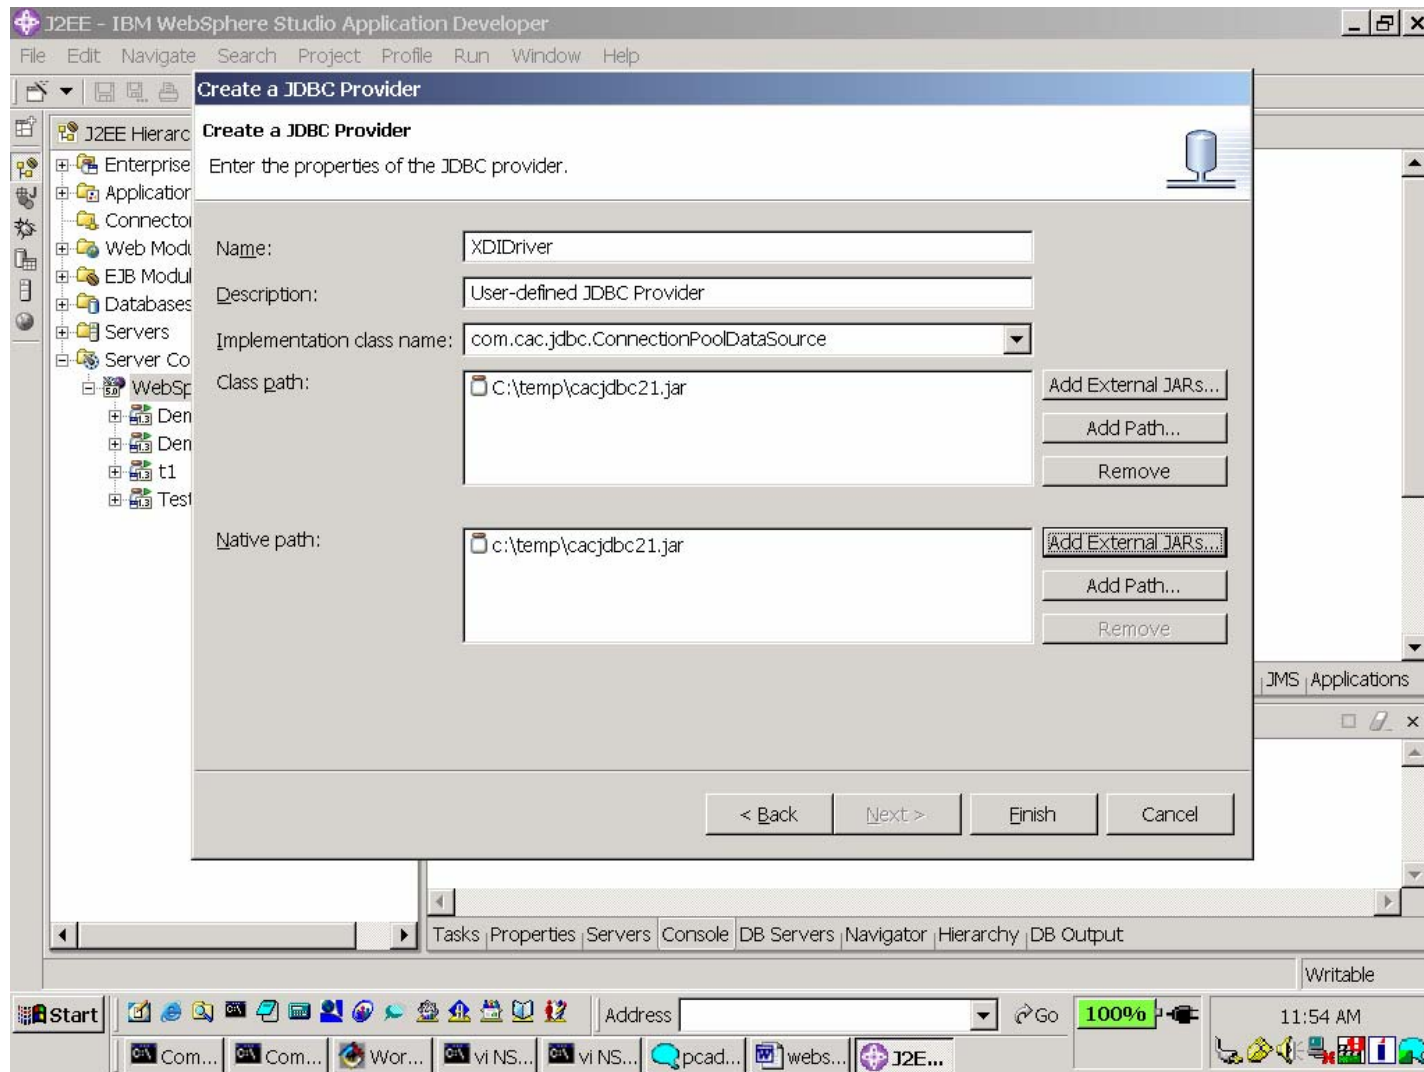 J2EE - IBM WebSphere Studio Application Developer
File Edit Navigate Search Project Profile Run Window Help
Create a JDBC Provider
J2EE Hierarc
Enterprise
Application
Connector
Web Modu
EJB Modul
Databases
Servers
Server Co
WebSp
Dem
Dem
t1
Test
Create a JDBC Provider
Enter the properties of the JDBC provider.
Name: XDIDriver
Description: User-defined JDBC Provider
Implementation class name: com.cac.jdbc.ConnectionPoolDataSource
Class path: C:\temp\cacjdbc21.jar
Add External JARs...
Add Path...
Remove
Native path: c:\temp\cacjdbc21.jar
Add External JARs...
Add Path...
Remove
JMS Applications
< Back Next > Finish Cancel
Tasks Properties Servers Console DB Servers Navigator Hierarchy DB Output
Writable
Start Address Go 100% 11:54 AM
Com... Com... Wor... vi NS... vi NS... pcad... webs... J2E...